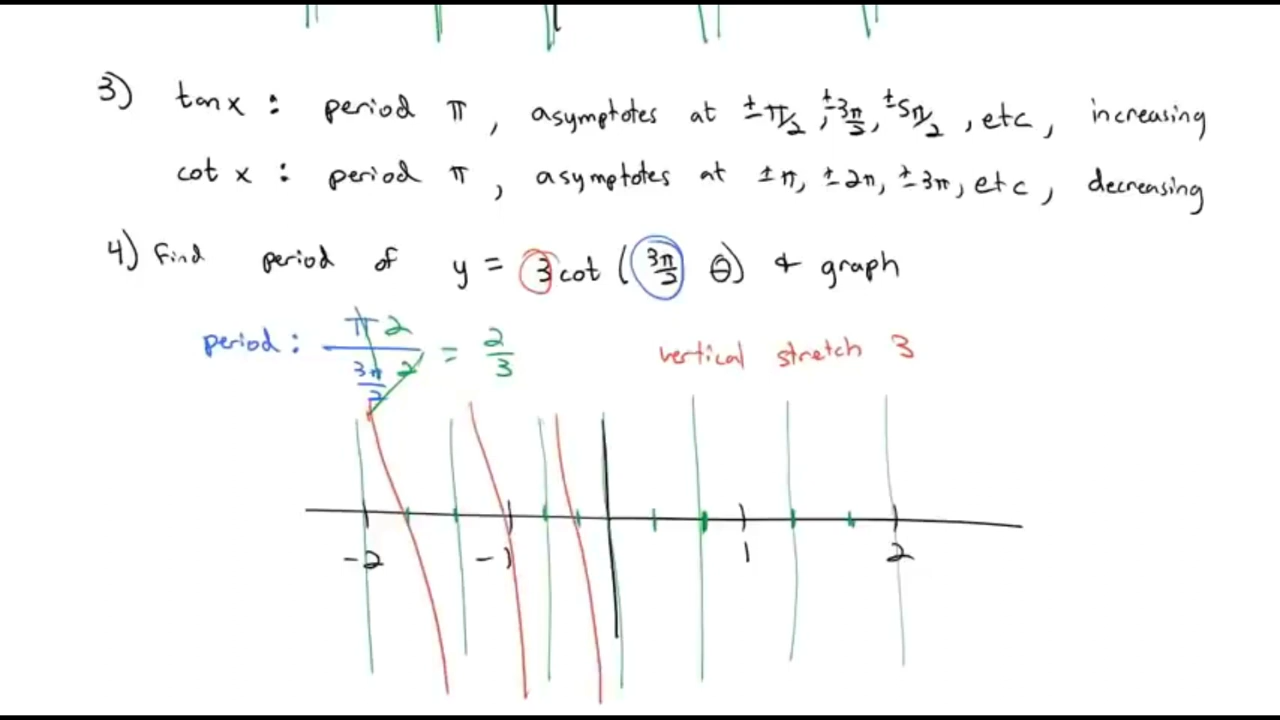 3) tan x : period π , asymptotes at ±π/2 , ±3π/2 , ±5π/2 , etc , increasing
cot x : period π , asymptotes at ±π, ±2π, ±3π, etc , decreasing
4) Find period of y = 3 cot ( 3π/2 θ) & graph
period : π 2 / 3π/2 2 = 2/3 vertical stretch 3
-2 -1 1 2